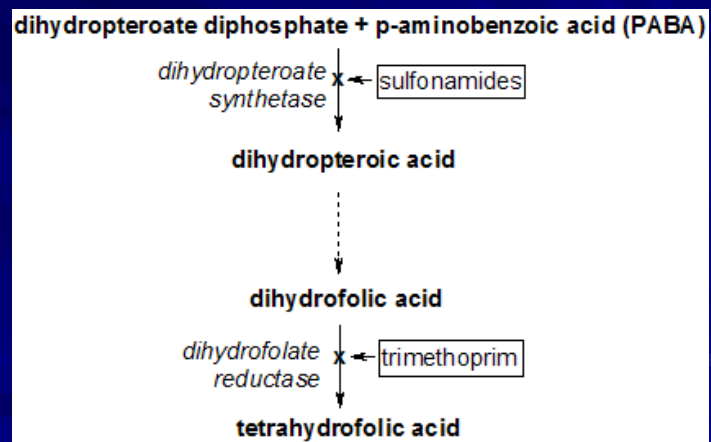 dihydropteroate diphosphate + p-aminobenzoic acid (PABA)
dihydropteroate
synthetase
x
sulfonamides
dihydropteroic acid
dihydrofolic acid
dihydrofolate
reductase
x
trimethoprim
tetrahydrofolic acid